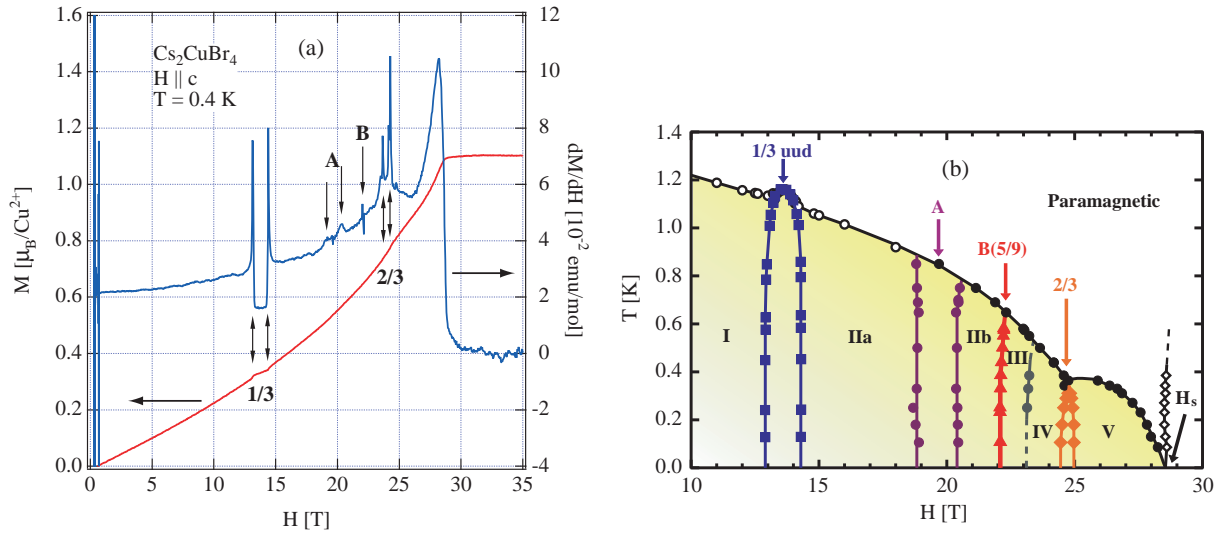 (a)
Cs₂CuBr₄
H || c
T = 0.4 K
1.6
1.4
1.2
1.0
0.8
0.6
0.4
0.2
0.0
M [μB/Cu²⁺]
0
5
10
15
20
25
30
35
H [T]
12
10
8
6
4
2
0
-2
-4
dM/dH [10⁻² emu/mol]
A
B
2/3
1/3
(b)
1.4
1.2
1.0
0.8
0.6
0.4
0.2
0.0
T [K]
10
15
20
25
30
H [T]
1/3 uud
Paramagnetic
A
B(5/9)
2/3
I
IIa
IIb
III
IV
V
Hs